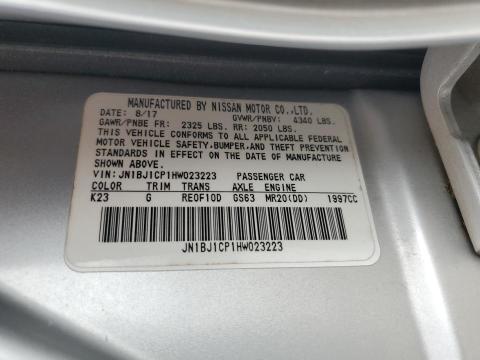 MANUFACTURED BY NISSAN MOTOR CO.,LTD.
DATE: 8/17 GVWR/PNBV: 4340 LBS.
GAWR/PNBE FR: 2325 LBS. RR: 2050 LBS.
THIS VEHICLE CONFORMS TO ALL APPLICABLE FEDERAL
MOTOR VEHICLE SAFETY,BUMPER,AND THEFT PREVENTION
STANDARDS IN EFFECT ON THE DATE OF MANUFACTURE
SHOWN ABOVE.
VIN: JN1BJ1CP1HW023223 PASSENGER CAR
COLOR TRIM TRANS AXLE ENGINE
K23 G RE0F10D GS63 MR20(DD) 1997CC
JN1BJ1CP1HW023223